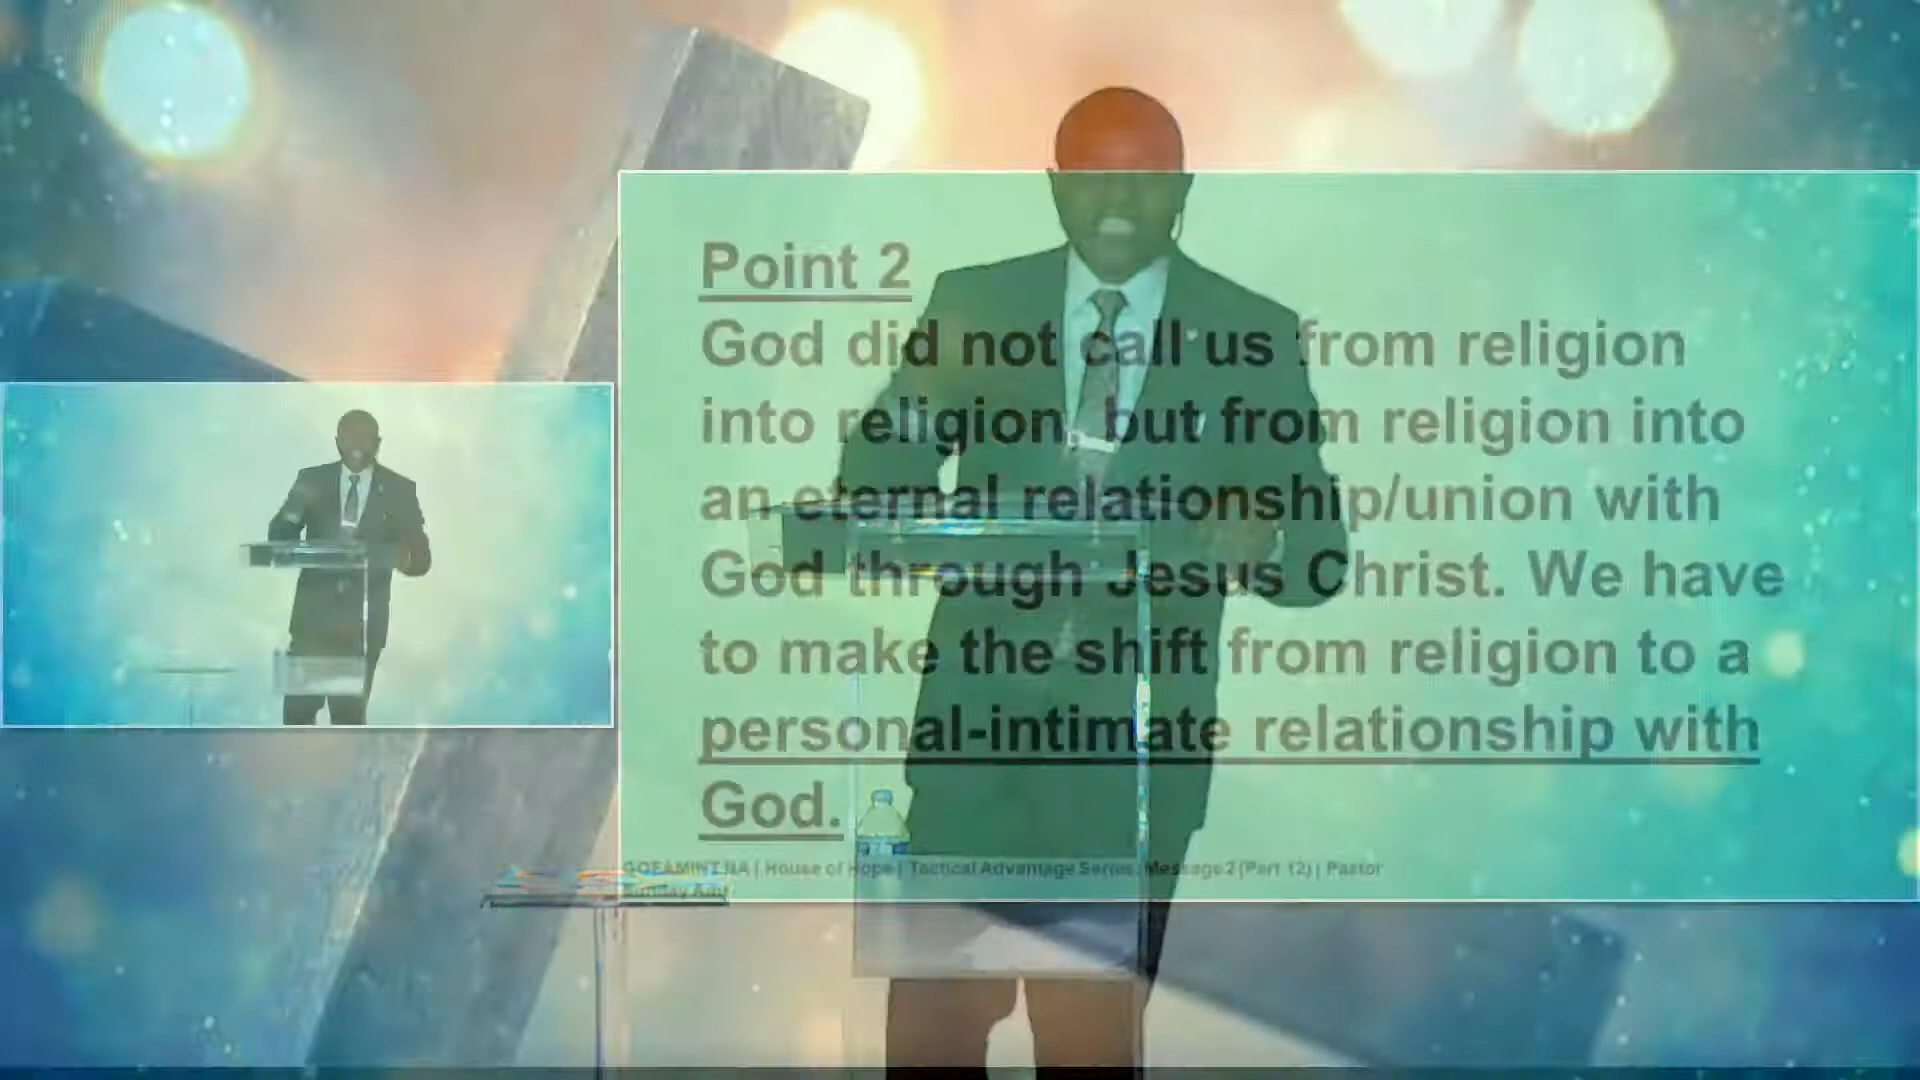 Point 2
God did not call us from religion
into religion, but from religion into
an eternal relationship/union with
God through Jesus Christ. We have
to make the shift from religion to a
personal-intimate relationship with
God.
GOFAMINT BA | House of Hope | Tactical Advantage Series: Message 2 (Part 12) | Pastor